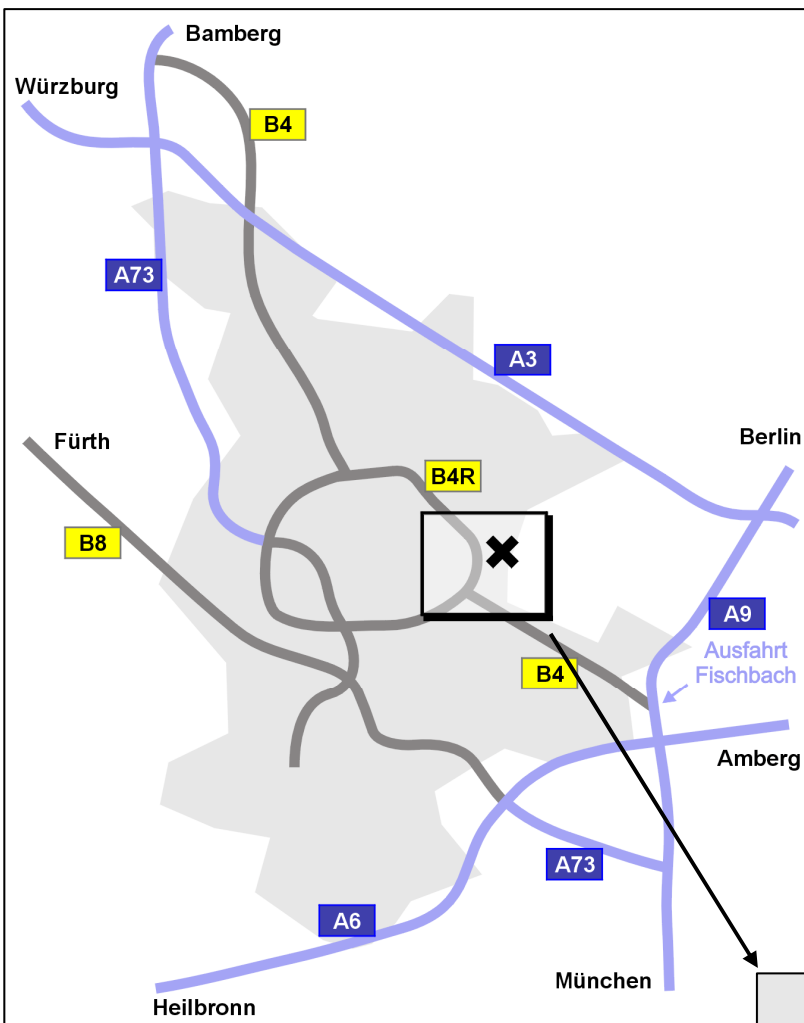 Bamberg
Würzburg
B4
A73
A3
Fürth
Berlin
B4R
B8
A9
Ausfahrt
Fischbach
B4
Amberg
A73
A6
München
Heilbronn